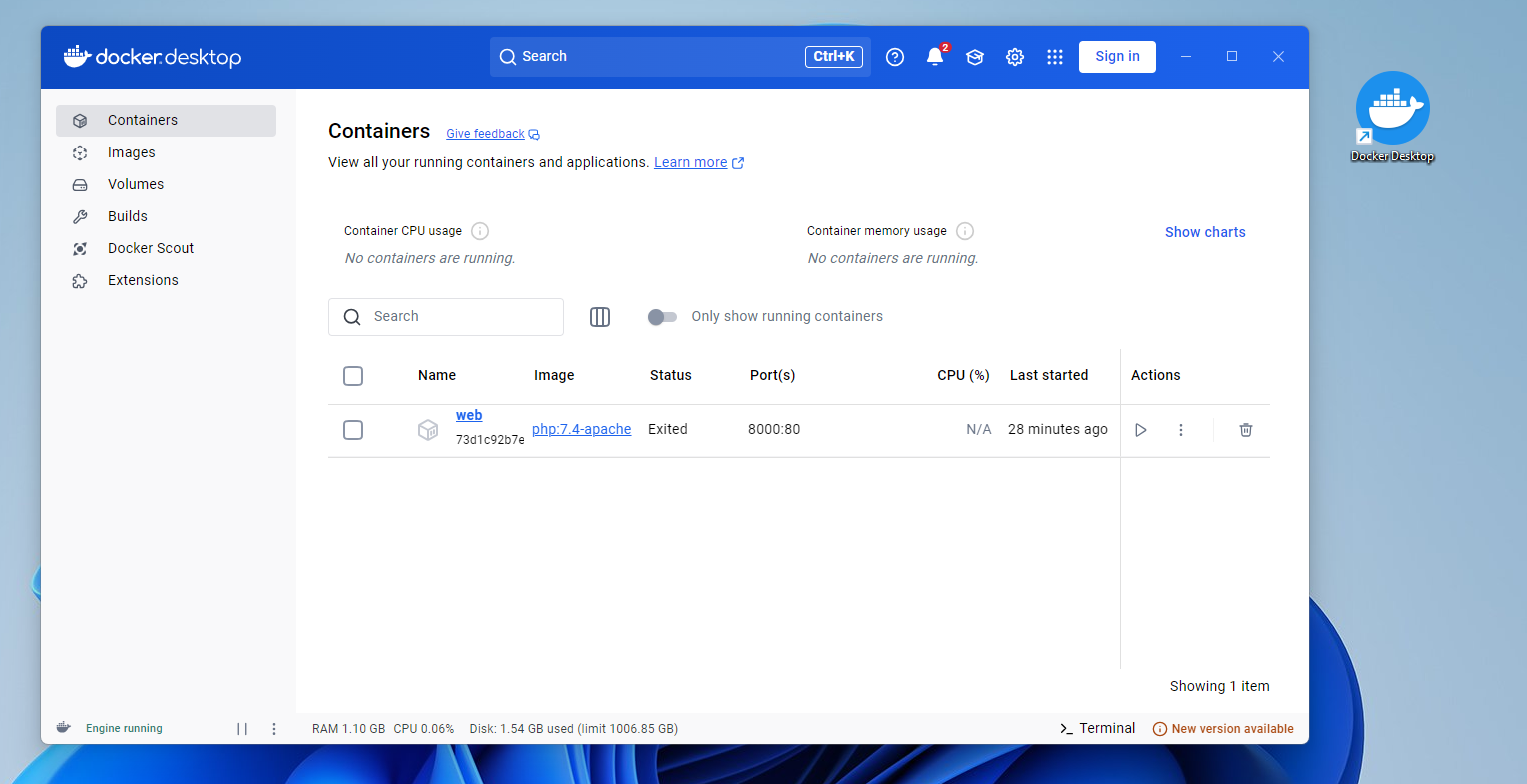 docker.desktop
Search
Ctrl+K
2
Sign in
Docker Desktop
Containers
Images
Volumes
Builds
Docker Scout
Extensions
Containers
Give feedback
View all your running containers and applications. Learn more
Container CPU usage
No containers are running.
Container memory usage
No containers are running.
Show charts
Search
Only show running containers
Name Image Status Port(s) CPU (%) Last started Actions
web
73d1c92b7e
php:7.4-apache Exited 8000:80 N/A 28 minutes ago
Showing 1 item
Engine running
RAM 1.10 GB CPU 0.06% Disk: 1.54 GB used (limit 1006.85 GB)
Terminal
New version available